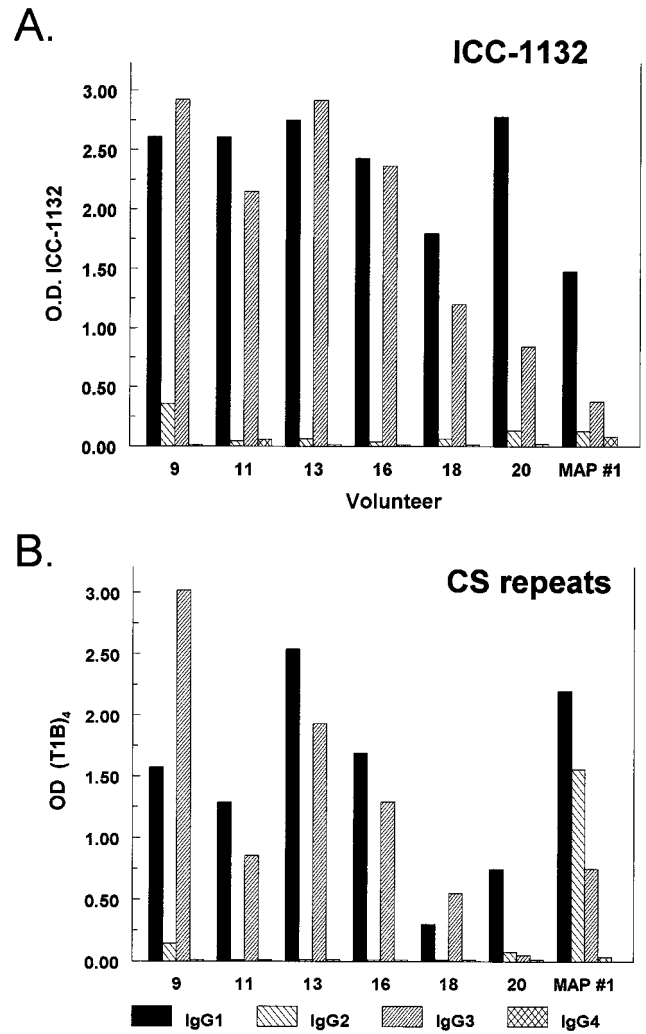 A.
ICC-1132
3.00
2.50
2.00
1.50
1.00
0.50
0.00
O.D. ICC-1132
9 11 13 16 18 20 MAP #1
Volunteer
B.
CS repeats
3.00
2.50
2.00
1.50
1.00
0.50
0.00
OD (T1B)4
9 11 13 16 18 20 MAP #1
IgG1 IgG2 IgG3 IgG4